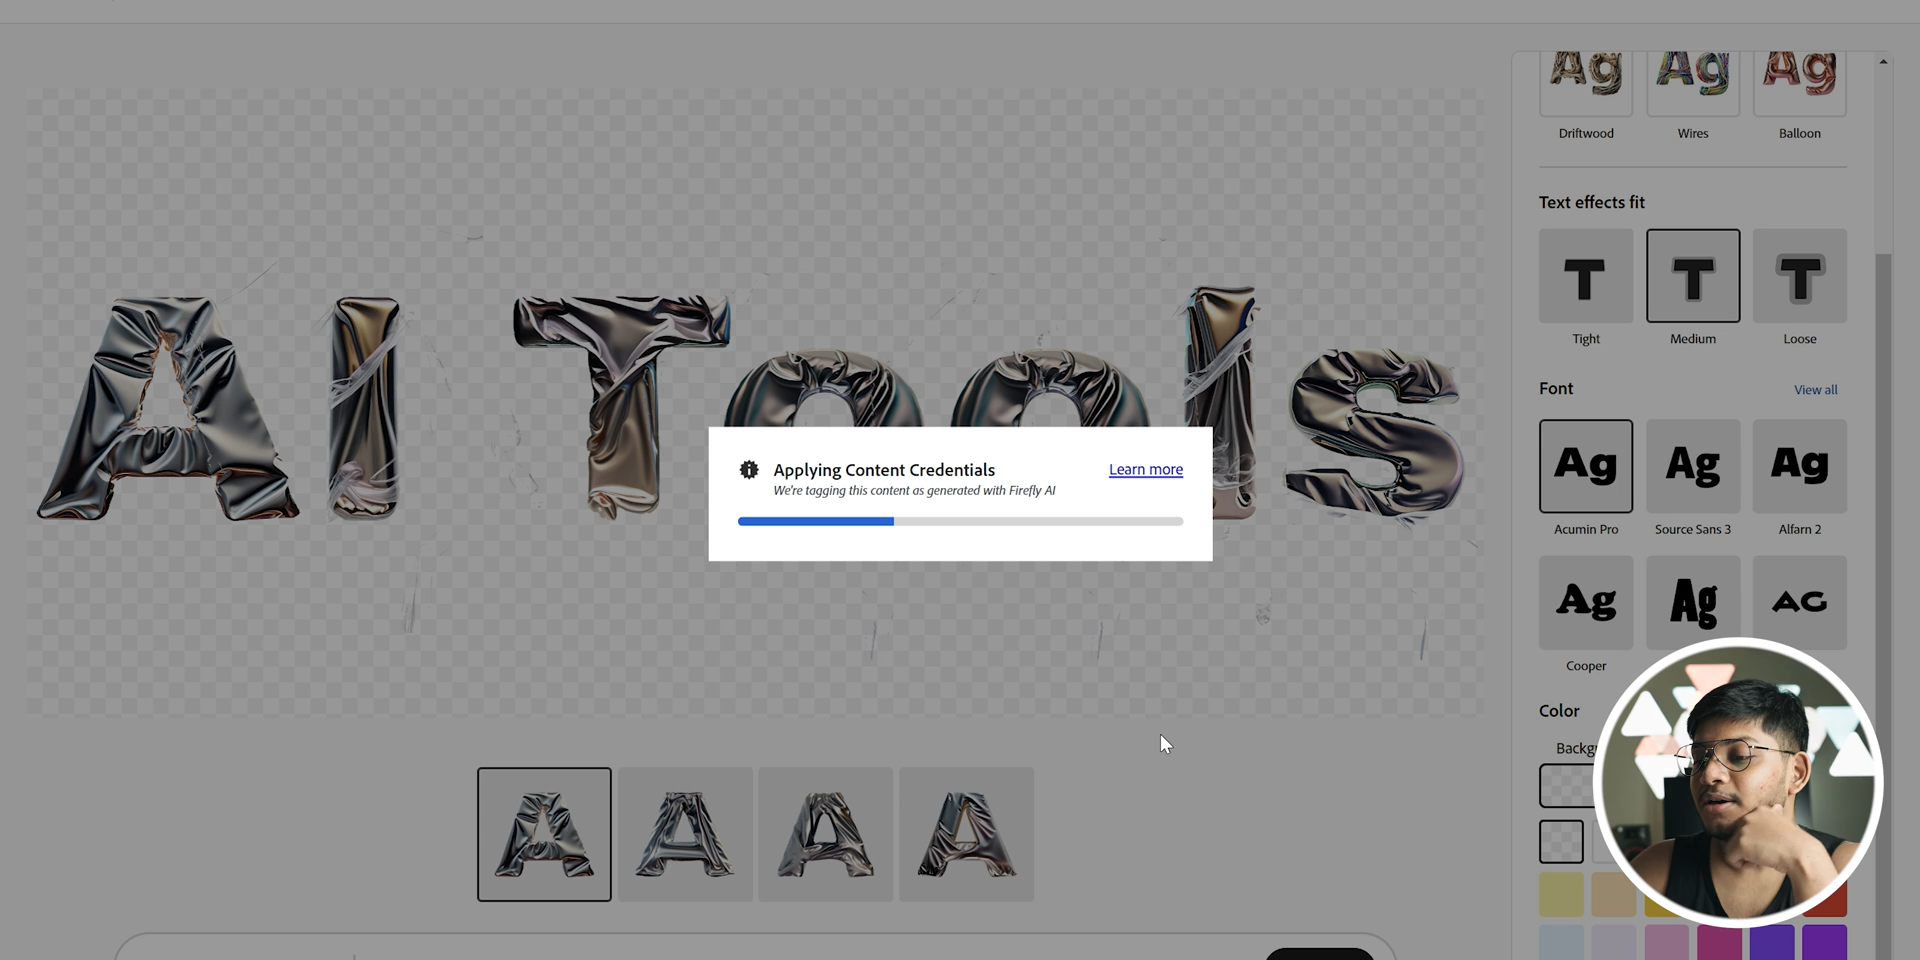 Ag Ag Ag
Driftwood Wires Balloon
Text effects fit
T T T
Tight Medium Loose
Font View all
Ag Ag Ag
Acumin Pro Source Sans 3 Alfarn 2
Ag Ag AG
Cooper
Color
AI Tools
Applying Content Credentials Learn more
We're tagging this content as generated with Firefly AI
A A A A